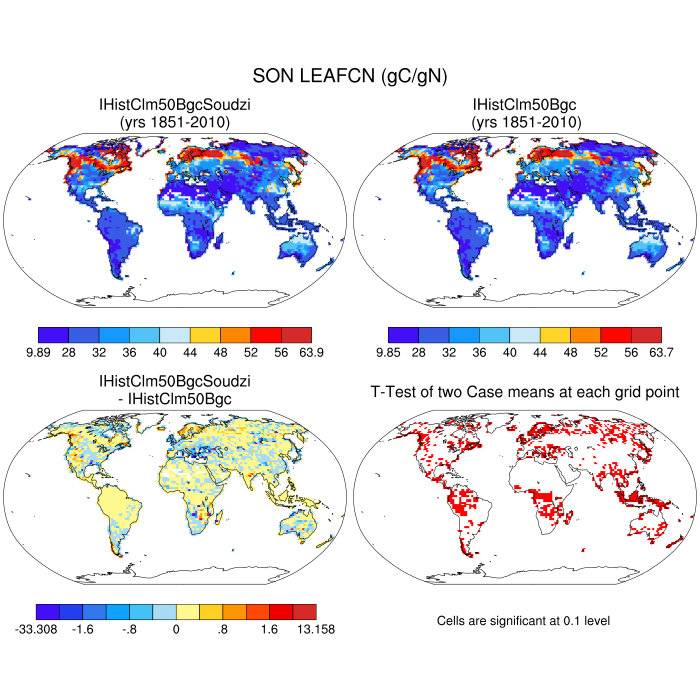 SON LEAFCN (gC/gN)
IHistClm50BgcSoudzi
(yrs 1851-2010)
IHistClm50Bgc
(yrs 1851-2010)
9.89 28 32 36 40 44 48 52 56 63.9
9.85 28 32 36 40 44 48 52 56 63.7
IHistClm50BgcSoudzi
- IHistClm50Bgc
T-Test of two Case means at each grid point
-33.308 -1.6 -.8 0 .8 1.6 13.158
Cells are significant at 0.1 level